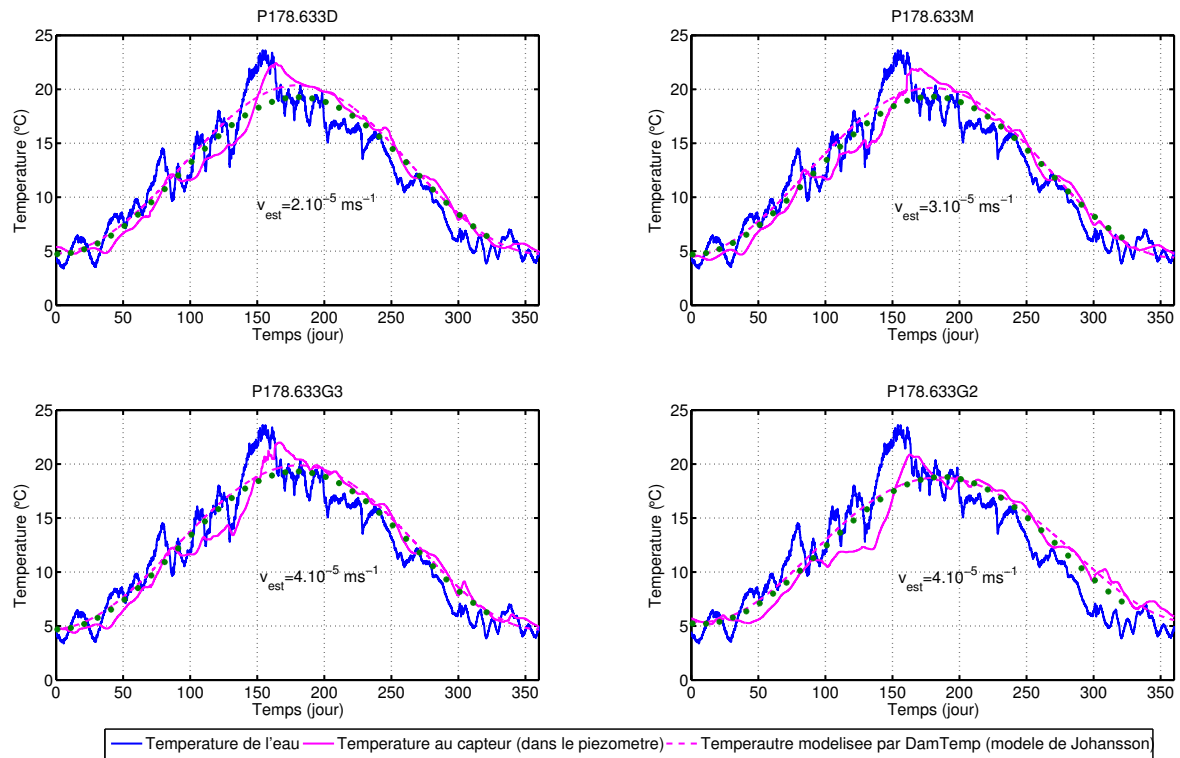 P178.633D
25
20
15
10
5
0
Temperature (°C)
v_est=2.10⁻⁵ ms⁻¹
0 50 100 150 200 250 300 350
Temps (jour)
P178.633M
25
20
15
10
5
0
Temperature (°C)
v_est=3.10⁻⁵ ms⁻¹
0 50 100 150 200 250 300 350
Temps (jour)
P178.633G3
25
20
15
10
5
0
Temperature (°C)
v_est=4.10⁻⁵ ms⁻¹
0 50 100 150 200 250 300 350
Temps (jour)
P178.633G2
25
20
15
10
5
0
Temperature (°C)
v_est=4.10⁻⁵ ms⁻¹
0 50 100 150 200 250 300 350
Temps (jour)
Temperature de l'eau Temperature au capteur (dans le piezometre) Temperautre modelisee par DamTemp (modele de Johansson)